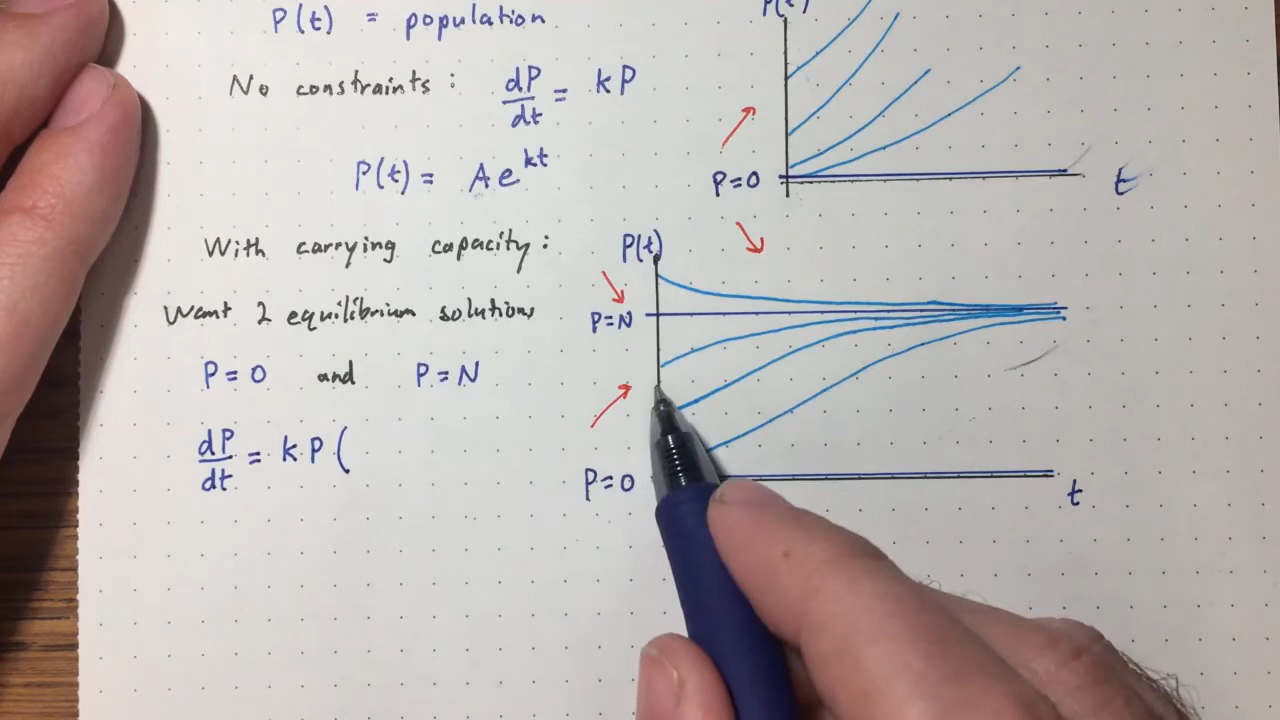 P(t) = population
P(t)
No constraints: dP/dt = kP
P(t) = Ae^kt
P=0
t
With carrying capacity:
P(t)
Want 2 equilibrium solutions
P=N
P=0 and P=N
dP/dt = kP(
P=0
t